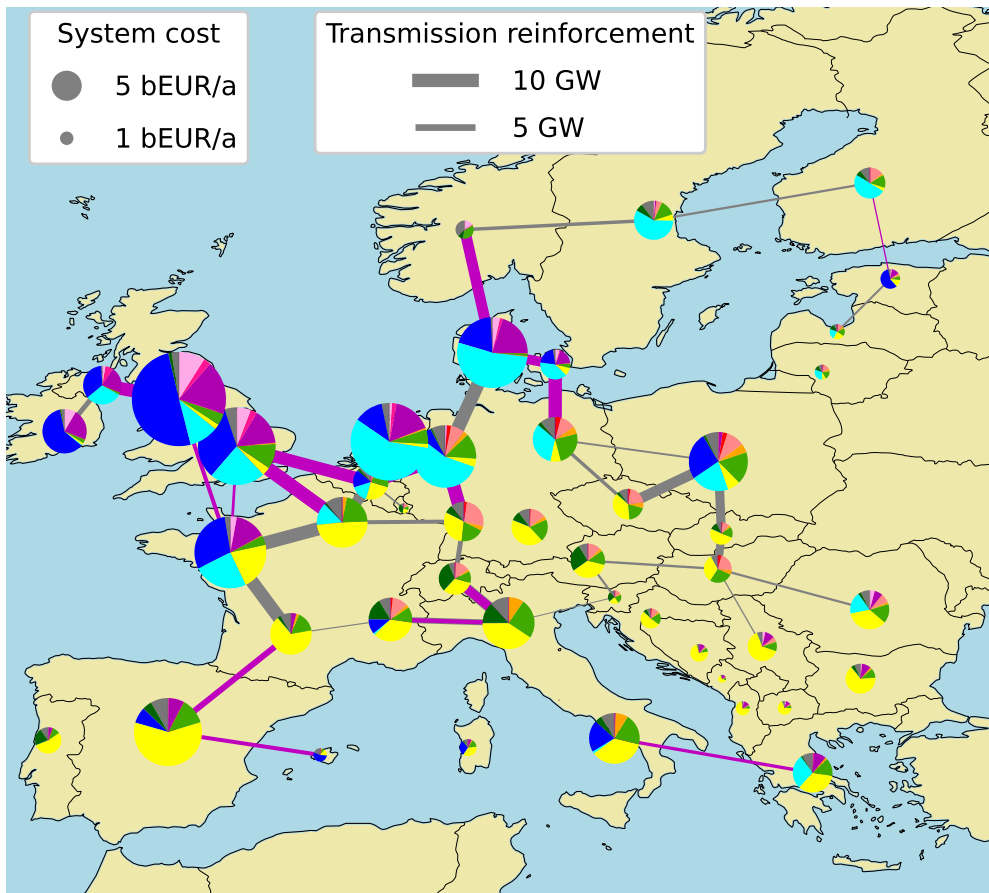 System cost
5 bEUR/a
1 bEUR/a
Transmission reinforcement
10 GW
5 GW